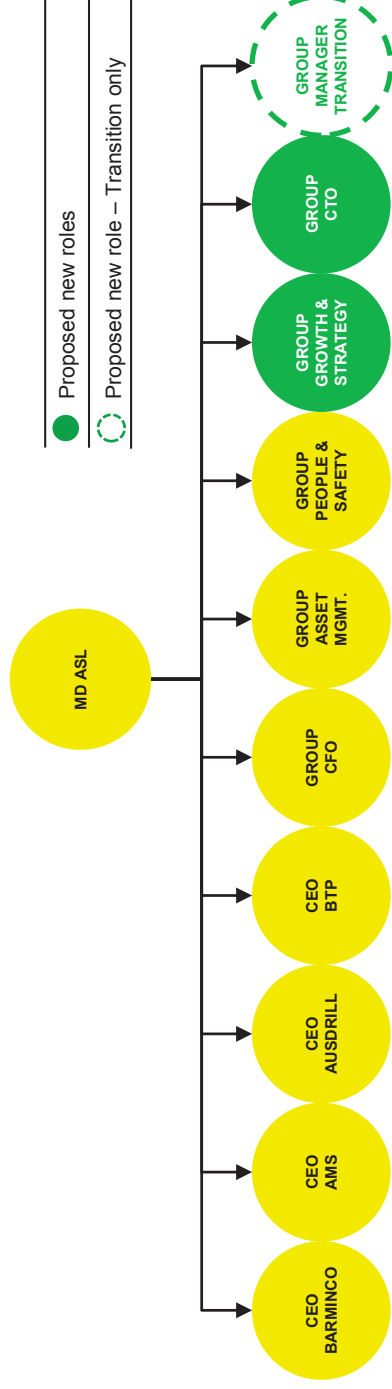 Proposed new roles
Proposed new role – Transition only
MD ASL
CEO
BARMINCO
CEO
AMS
CEO
AUSDRILL
CEO
BTP
GROUP
CFO
GROUP
ASSET
MGMT.
GROUP
PEOPLE &
SAFETY
GROUP
GROWTH &
STRATEGY
GROUP
CTO
GROUP
MANAGER
TRANSITION